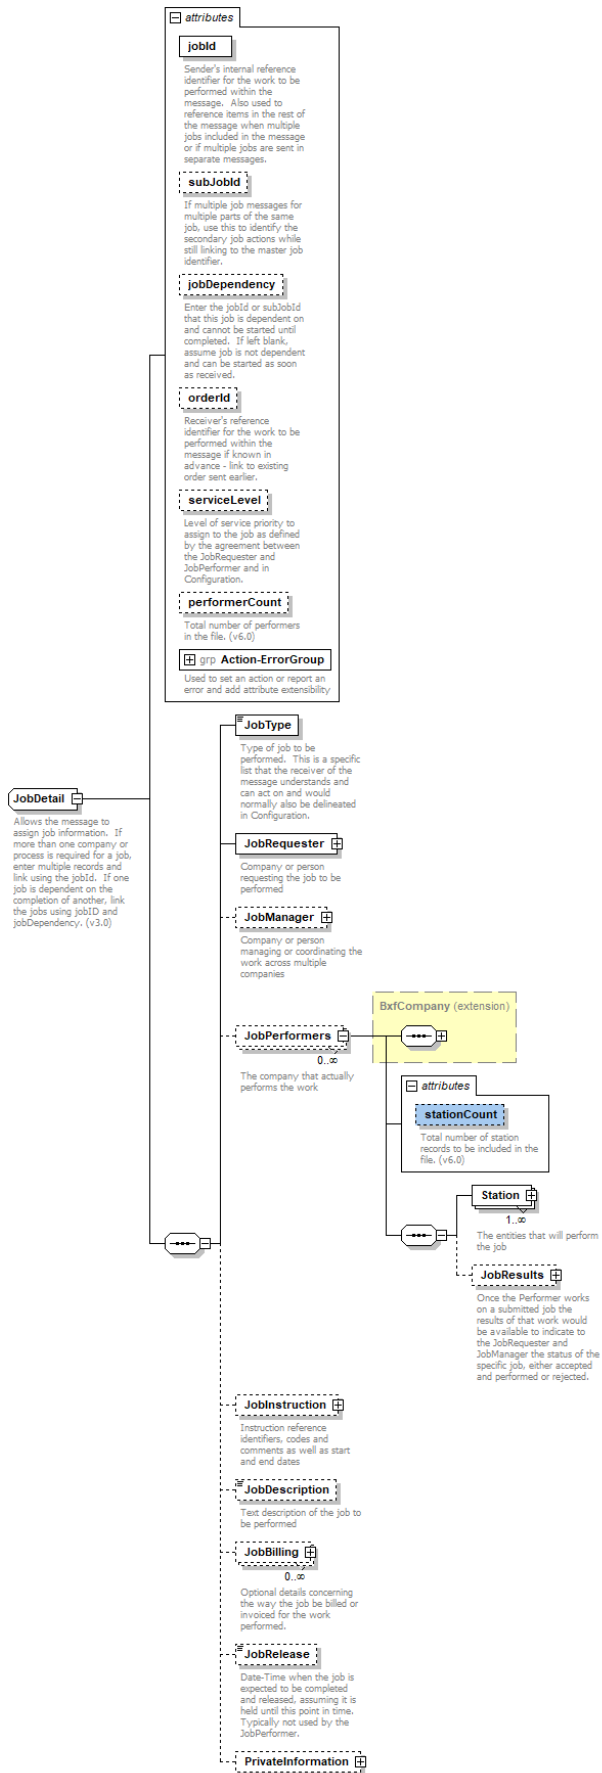 attributes
jobId
Sender's internal reference
identifier for the work to be
performed within the
message.  Also used to
reference items in the rest of
the message when multiple
jobs included in the message
or if multiple jobs are sent in
separate messages.
subJobId
If multiple job messages for
multiple parts of the same
job, use this to identify the
secondary job actions while
still linking to the master job
identifier.
jobDependency
Enter the jobId or subJobId
that this job is dependent on
and cannot be started until
completed.  If left blank,
assume job is not dependent
and can be started as soon
as received.
orderId
Receiver's reference
identifier for the work to be
performed within the
message if known in
advance - link to existing
order sent earlier.
serviceLevel
Level of service priority to
assign to the job as defined
by the agreement between
the JobRequester and
JobPerformer and in
Configuration.
performerCount
Total number of performers
in the file. (v6.0)
grp Action-ErrorGroup
Used to set an action or report an
error and add attribute extensibility
JobDetail
Allows the message to
assign job information.  If
more than one company or
process is required for a job,
enter multiple records and
link using the jobId.  If one
job is dependent on the
completion of another, link
the jobs using jobID and
jobDependency. (v3.0)
JobType
Type of job to be
performed.  This is a specific
list that the receiver of the
message understands and
can act on and would
normally also be delineated
in Configuration.
JobRequester
Company or person
requesting the job to be
performed
JobManager
Company or person
managing or coordinating the
work across multiple
companies
JobPerformers
0..∞
The company that actually
performs the work
BxfCompany (extension)
attributes
stationCount
Total number of station
records to be included in the
file. (v6.0)
Station
1..∞
The entities that will perform
the job
JobResults
Once the Performer works
on a submitted job the
results of that work would
be available to indicate to
the JobRequester and
JobManager the status of the
specific job, either accepted
and performed or rejected.
JobInstruction
Instruction reference
identifiers, codes and
comments as well as start
and end dates
JobDescription
Text description of the job to
be performed
JobBilling
0..∞
Optional details concerning
the way the job be billed or
invoiced for the work
performed.
JobRelease
Date-Time when the job is
expected to be completed
and released, assuming it is
held until this point in time.
Typically not used by the
JobPerformer.
PrivateInformation